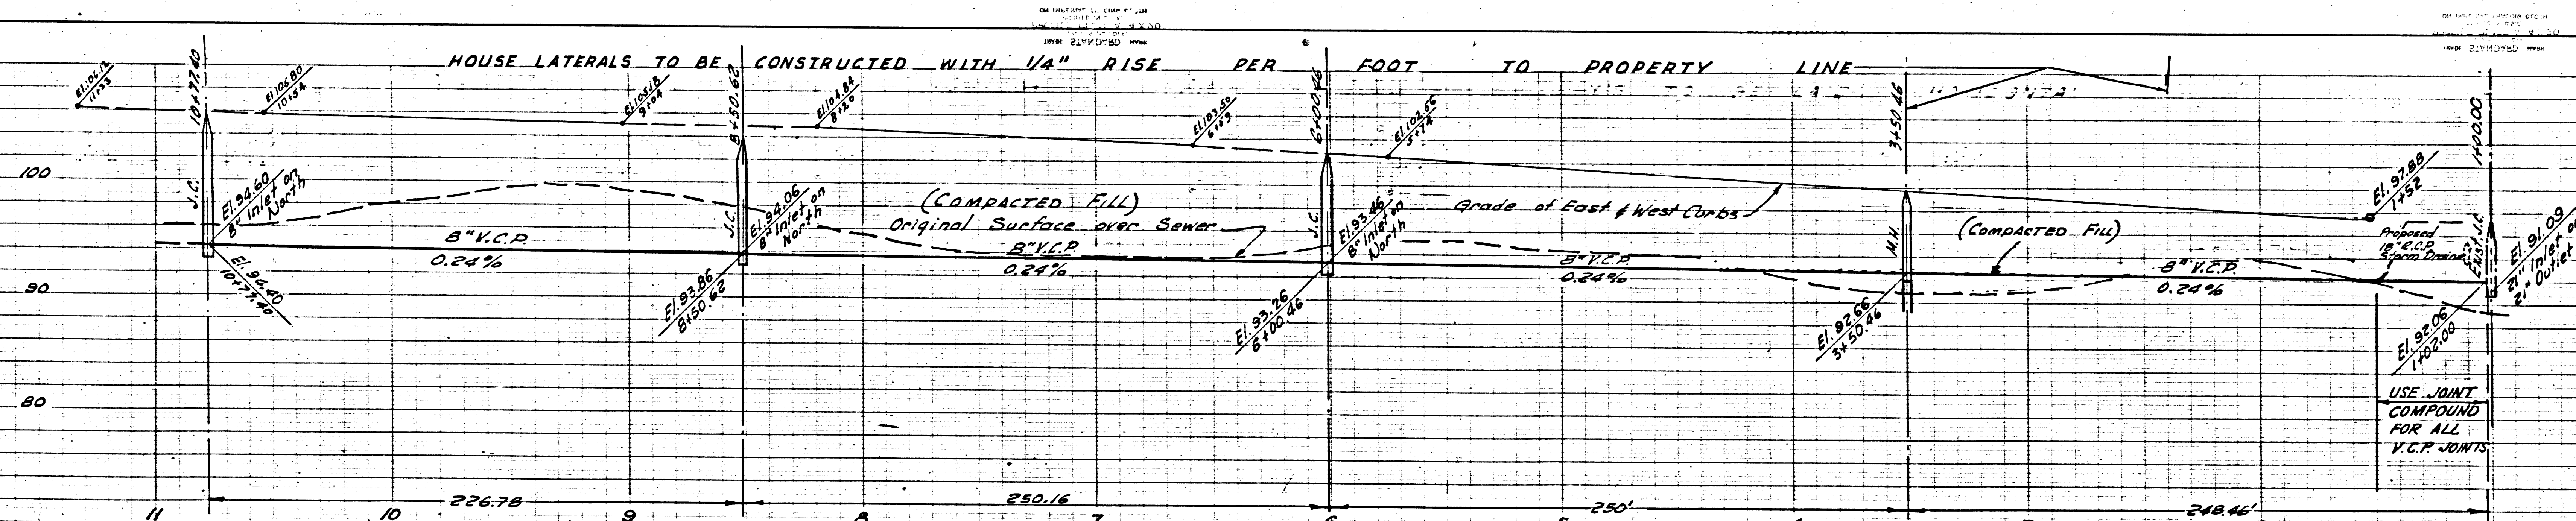 HOUSE LATERALS TO BE CONSTRUCTED WITH 1/4" RISE PER FOOT TO PROPERTY LINE
El.106.12
11+33
10+77.40
El.106.80
10+54
El.105.18
9+04
8+50.62
El.104.84
8+20
El.103.50
6+59
6+00.46
El.102.56
5+74
3+50.46
1+00.00
100
90
80
J.C.
El.94.60
8" Inlet on
North
El.94.40
10+77.40
8" V.C.P.
0.24%
J.C.
El.94.06
8" Inlet on
North
El.93.86
8+50.62
(COMPACTED FILL)
Original Surface over Sewer
8" V.C.P.
0.24%
J.C.
El.93.46
8" Inlet on
North
El.93.26
6+00.46
Grade of East & West Curbs
8" V.C.P.
0.24%
M.H.
El.92.66
3+50.46
(COMPACTED FILL)
8" V.C.P.
0.24%
El.97.88
1+52
Proposed
18" R.C.P.
Storm Drain
EXIST. J.C.
El.91.09
21" Inlet on
21" Outlet
El.92.06
1+02.00
USE JOINT
COMPOUND
FOR ALL
V.C.P. JOINTS
226.78
250.16
250'
248.46'
11
10
9
8
7
6
5